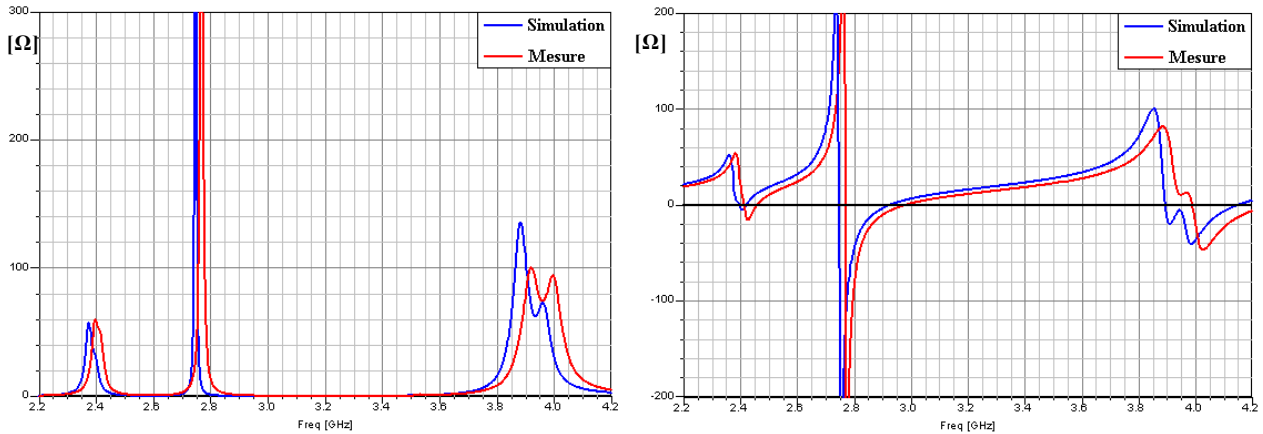 300
[Ω]
200
100
0
2.2 2.4 2.6 2.8 3.0 3.2 3.4 3.6 3.8 4.0 4.2
Freq [GHz]
Simulation
Mesure
200
[Ω]
100
0
-100
-200
2.2 2.4 2.6 2.8 3.0 3.2 3.4 3.6 3.8 4.0 4.2
Freq [GHz]
Simulation
Mesure